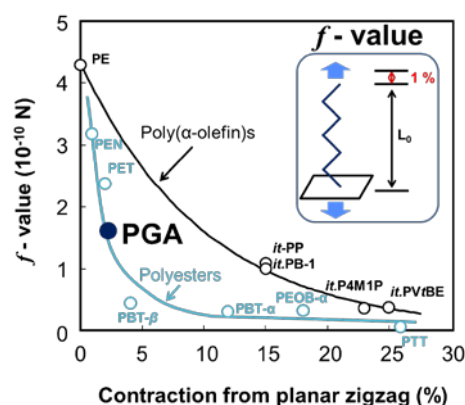 f - value
1 %
L₀
5
4
3
2
1
0
f - value (10⁻¹⁰ N)
PE
Poly(α-olefin)s
PEN
PET
PGA
Polyesters
it-PP
it.PB-1
it.P4M1P
it.PVtBE
PEOB-α
PBT-β
PBT-α
PTT
0
5
10
15
20
25
30
Contraction from planar zigzag (%)